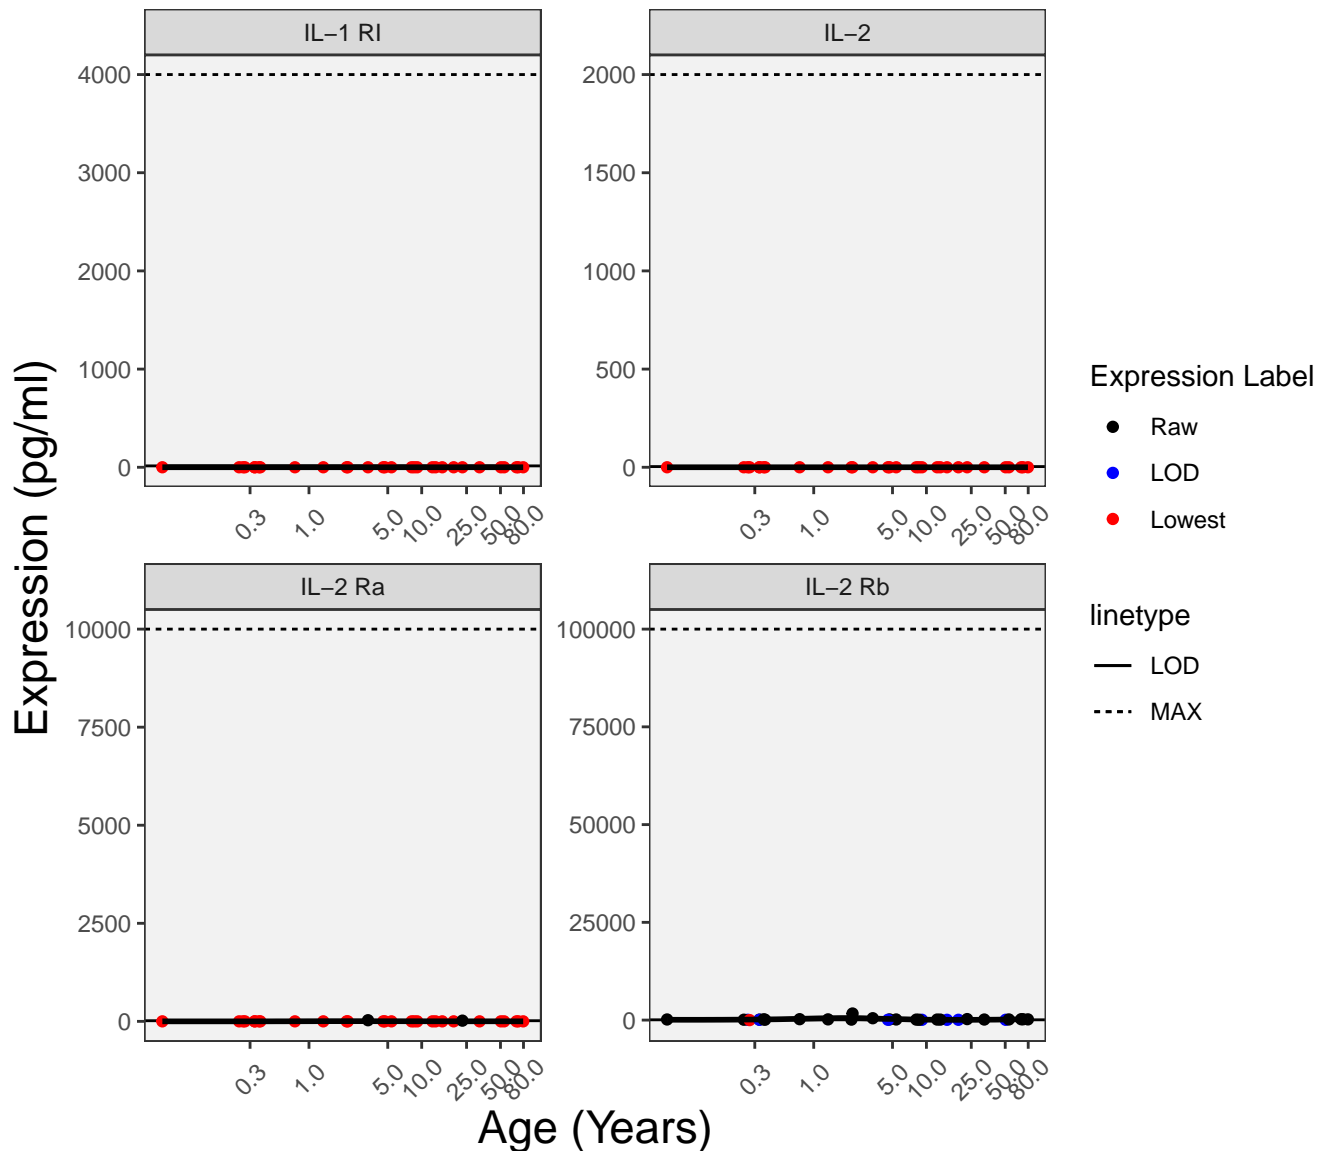 IL−1 RI
IL−2
4000
3000
2000
1000
0
2000
1500
1000
500
0
0.3 1.0 5.0 10.0 25.0 50.0 80.0
0.3 1.0 5.0 10.0 25.0 50.0 80.0
IL−2 Ra
IL−2 Rb
10000
7500
5000
2500
0
100000
75000
50000
25000
0
0.3 1.0 5.0 10.0 25.0 50.0 80.0
0.3 1.0 5.0 10.0 25.0 50.0 80.0
Expression (pg/ml)
Age (Years)
Expression Label
Raw
LOD
Lowest
linetype
LOD
MAX